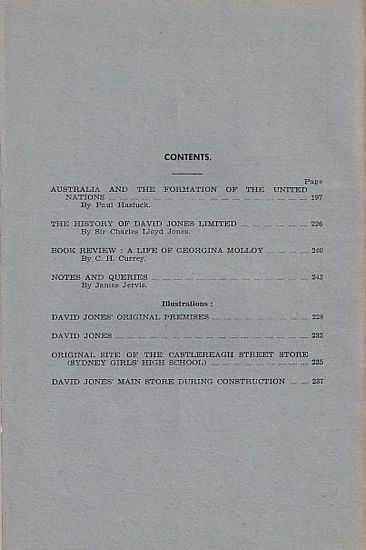 CONTENTS.
Page
AUSTRALIA AND THE FORMATION OF THE UNITED
NATIONS ... 197
By Paul Hasluck.
THE HISTORY OF DAVID JONES LIMITED ... 226
By Sir Charles Lloyd Jones.
BOOK REVIEW : A LIFE OF GEORGINA MOLLOY ... 240
By C. H. Currey.
NOTES AND QUERIES ... 243
By James Jervis.
Illustrations :
DAVID JONES' ORIGINAL PREMISES ... 228
DAVID JONES ... 232
ORIGINAL SITE OF THE CASTLEREAGH STREET STORE
(SYDNEY GIRLS' HIGH SCHOOL) ... 235
DAVID JONES' MAIN STORE DURING CONSTRUCTION ... 237